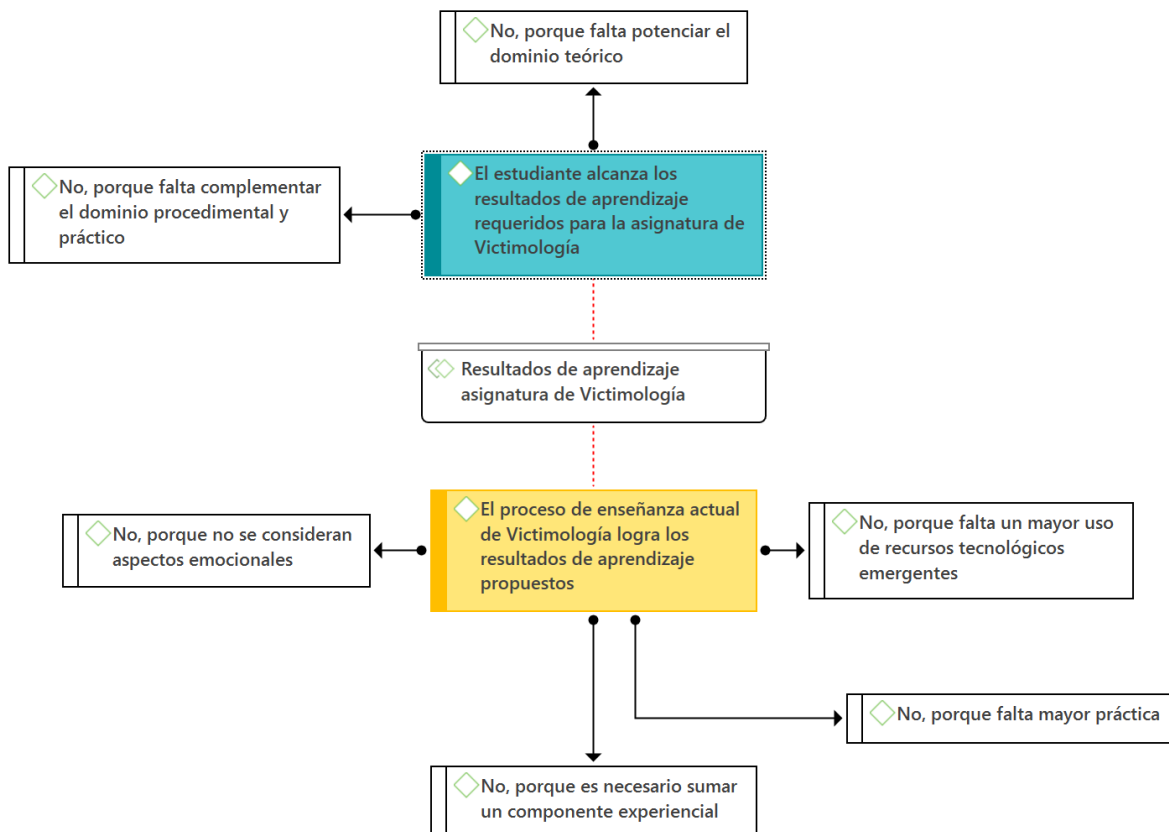 No, porque falta potenciar el
dominio teórico
No, porque falta complementar
el dominio procedimental y
práctico
El estudiante alcanza los
resultados de aprendizaje
requeridos para la asignatura de
Victimología
Resultados de aprendizaje
asignatura de Victimología
No, porque no se consideran
aspectos emocionales
El proceso de enseñanza actual
de Victimología logra los
resultados de aprendizaje
propuestos
No, porque falta un mayor uso
de recursos tecnológicos
emergentes
No, porque falta mayor práctica
No, porque es necesario sumar
un componente experiencial